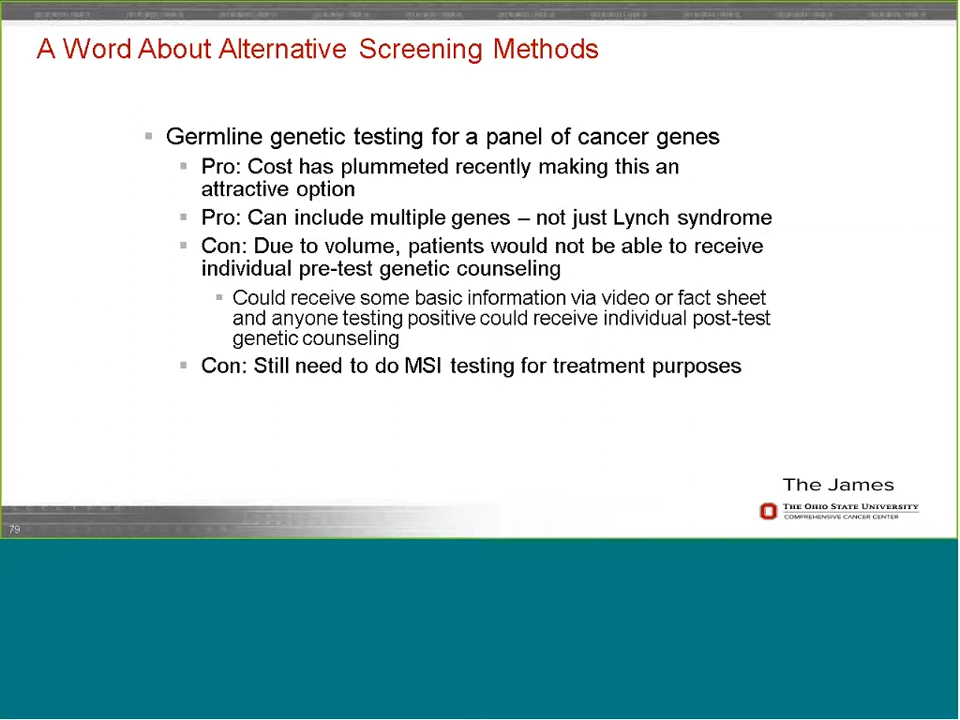 A Word About Alternative Screening Methods
Germline genetic testing for a panel of cancer genes
Pro: Cost has plummeted recently making this an
attractive option
Pro: Can include multiple genes – not just Lynch syndrome
Con: Due to volume, patients would not be able to receive
individual pre-test genetic counseling
Could receive some basic information via video or fact sheet
and anyone testing positive could receive individual post-test
genetic counseling
Con: Still need to do MSI testing for treatment purposes
The James
THE OHIO STATE UNIVERSITY
COMPREHENSIVE CANCER CENTER
79